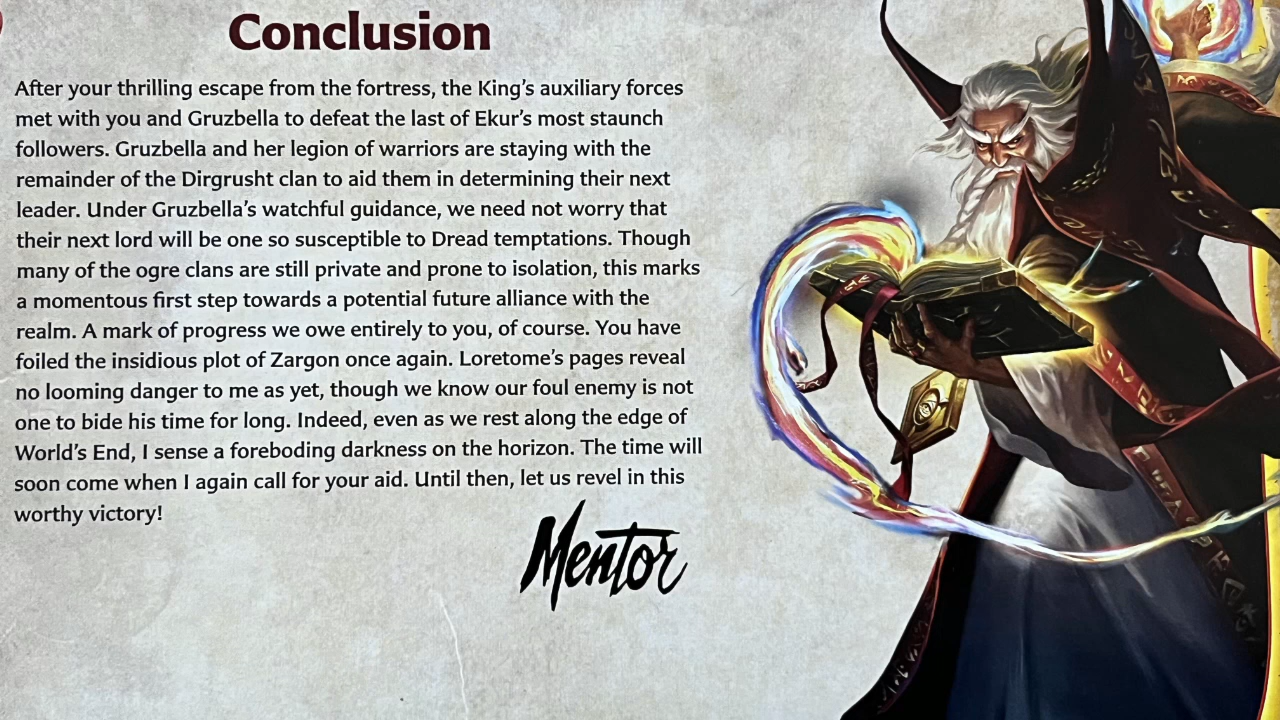 Conclusion
After your thrilling escape from the fortress, the King's auxiliary forces
met with you and Gruzbella to defeat the last of Ekur's most staunch
followers. Gruzbella and her legion of warriors are staying with the
remainder of the Dirgrusht clan to aid them in determining their next
leader. Under Gruzbella's watchful guidance, we need not worry that
their next lord will be one so susceptible to Dread temptations. Though
many of the ogre clans are still private and prone to isolation, this marks
a momentous first step towards a potential future alliance with the
realm. A mark of progress we owe entirely to you, of course. You have
foiled the insidious plot of Zargon once again. Loretome's pages reveal
no looming danger to me as yet, though we know our foul enemy is not
one to bide his time for long. Indeed, even as we rest along the edge of
World's End, I sense a foreboding darkness on the horizon. The time will
soon come when I again call for your aid. Until then, let us revel in this
worthy victory!
Mentor